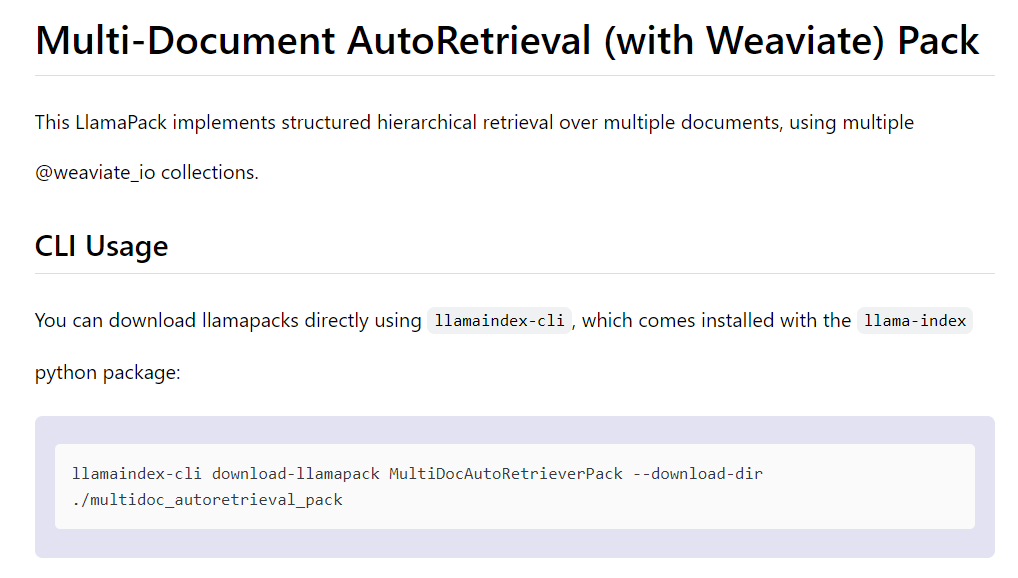 Multi-Document AutoRetrieval (with Weaviate) Pack
This LlamaPack implements structured hierarchical retrieval over multiple documents, using multiple
@weaviate_io collections.
CLI Usage
You can download llamapacks directly using llamaindex-cli, which comes installed with the llama-index
python package:
llamaindex-cli download-llamapack MultiDocAutoRetrieverPack --download-dir
./multidoc_autoretrieval_pack